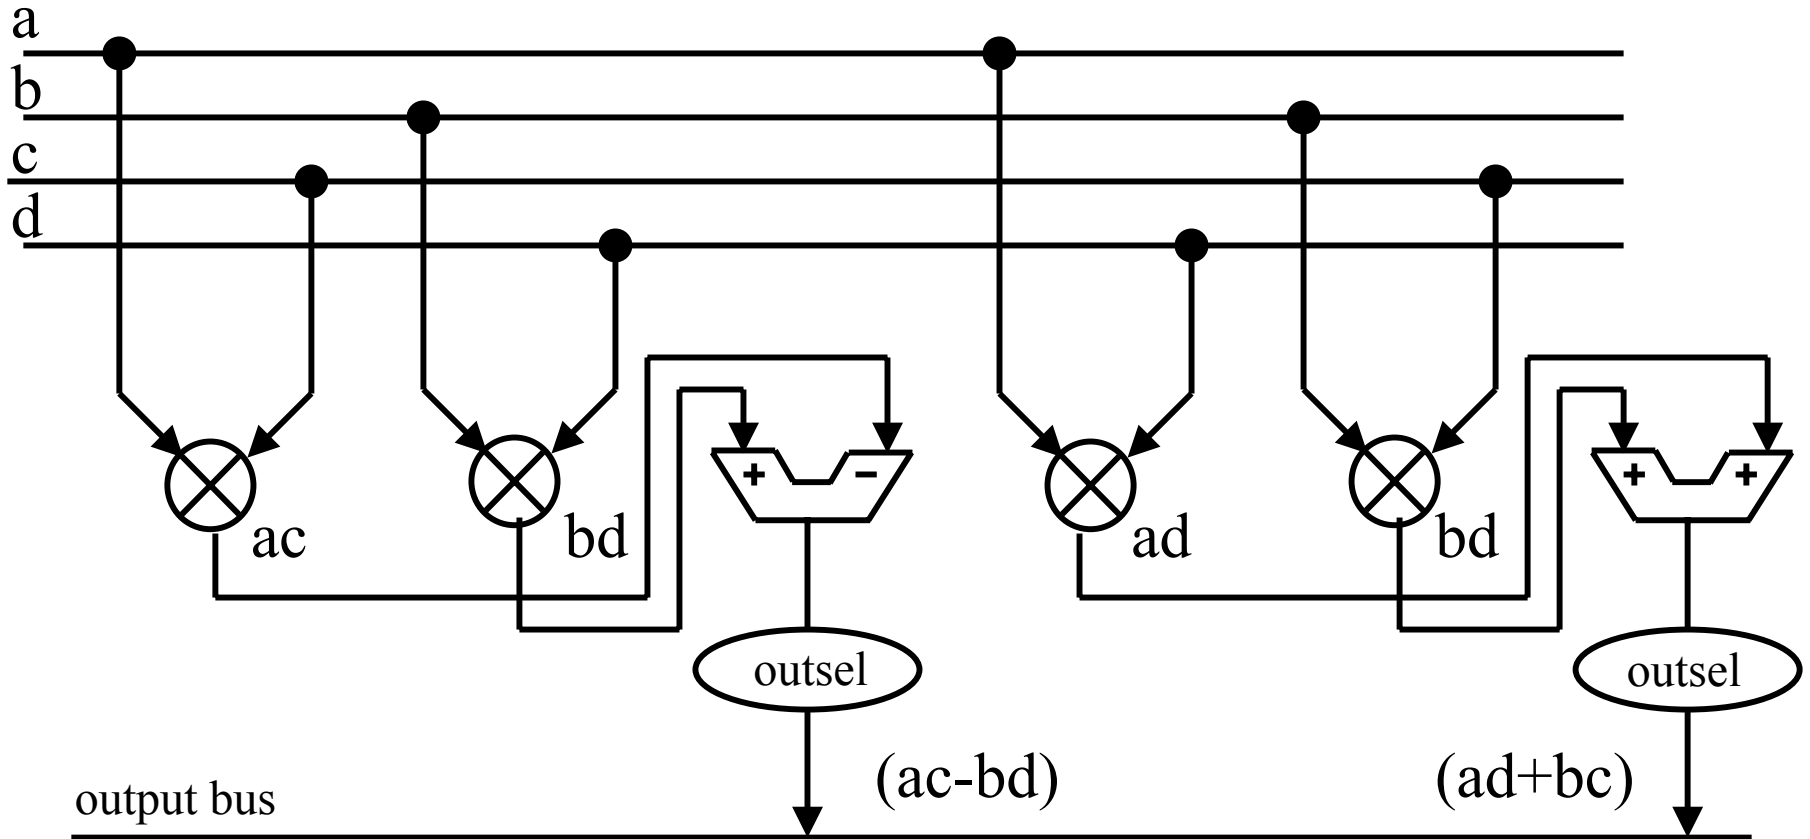 a
b
c
d
+ -
+ +
ac
bd
ad
bd
outsel
outsel
(ac-bd)
(ad+bc)
output bus